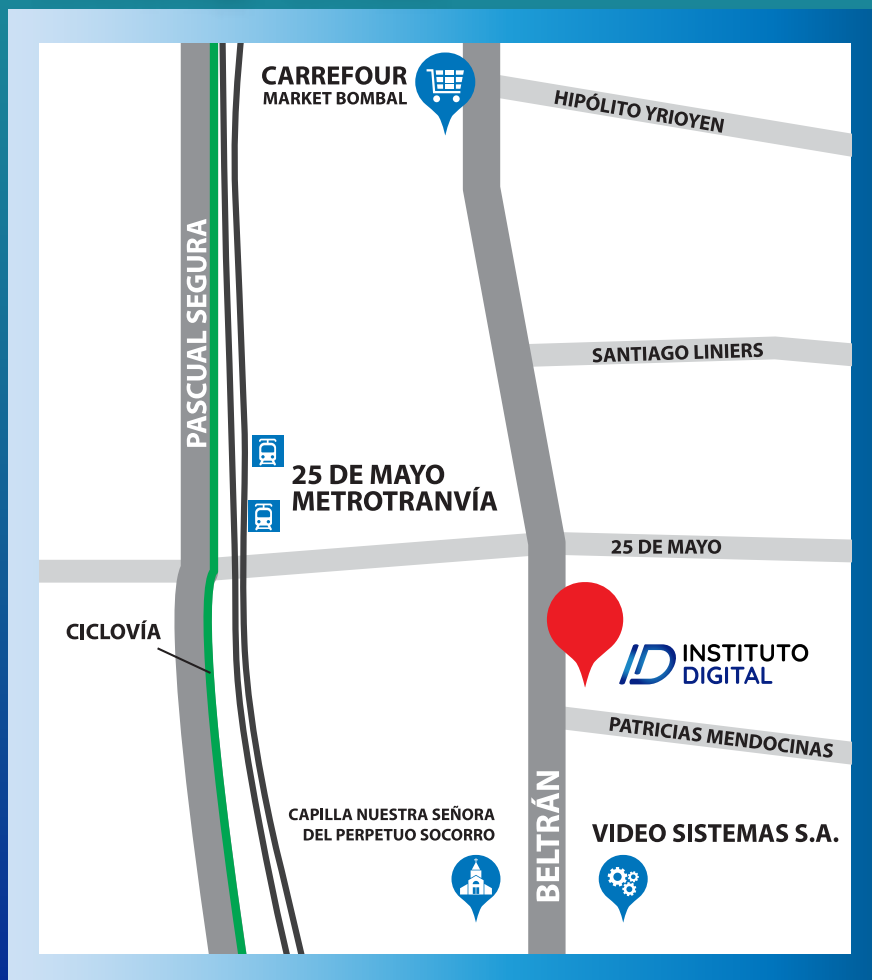 CARREFOUR
MARKET BOMBAL
HIPÓLITO YRIOYEN
PASCUAL SEGURA
SANTIAGO LINIERS
25 DE MAYO
METROTRANVÍA
25 DE MAYO
CICLOVÍA
ID INSTITUTO
DIGITAL
PATRICIAS MENDOCINAS
CAPILLA NUESTRA SEÑORA
DEL PERPETUO SOCORRO
BELTRÁN
VIDEO SISTEMAS S.A.